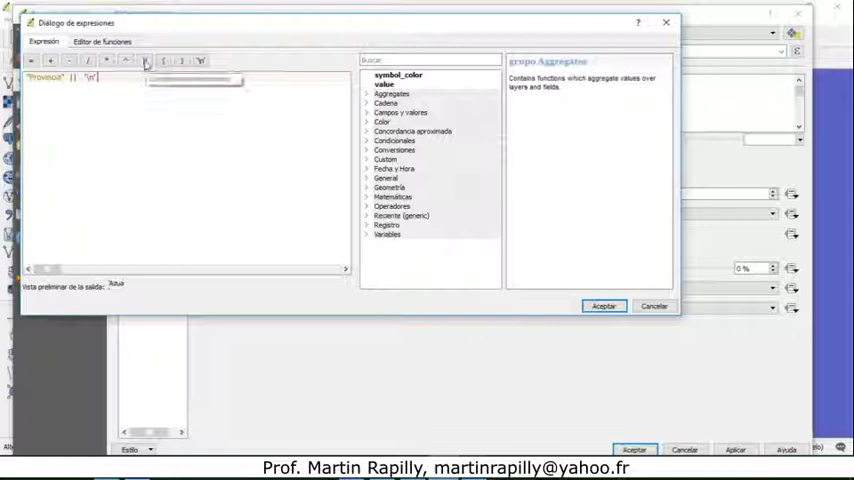 Diálogo de expresiones
Expresión
Editor de funciones
= + - / * ^ || ( ) '\n'
"Provincia" || '\n'
Vista preliminar de la salida: 'Azua
Buscar
symbol_color
value
Aggregates
Cadena
Campos y valores
Color
Concordancia aproximada
Condicionales
Conversiones
Custom
Fecha y Hora
General
Geometría
Matemáticas
Operadores
Reciente (generic)
Registro
Variables
grupo Aggregates
Contains functions which aggregate values over
layers and fields.
Aceptar
Cancelar
0 %
Estilo
Aceptar
Cancelar
Aplicar
Ayuda
Prof. Martin Rapilly, martinrapilly@yahoo.fr